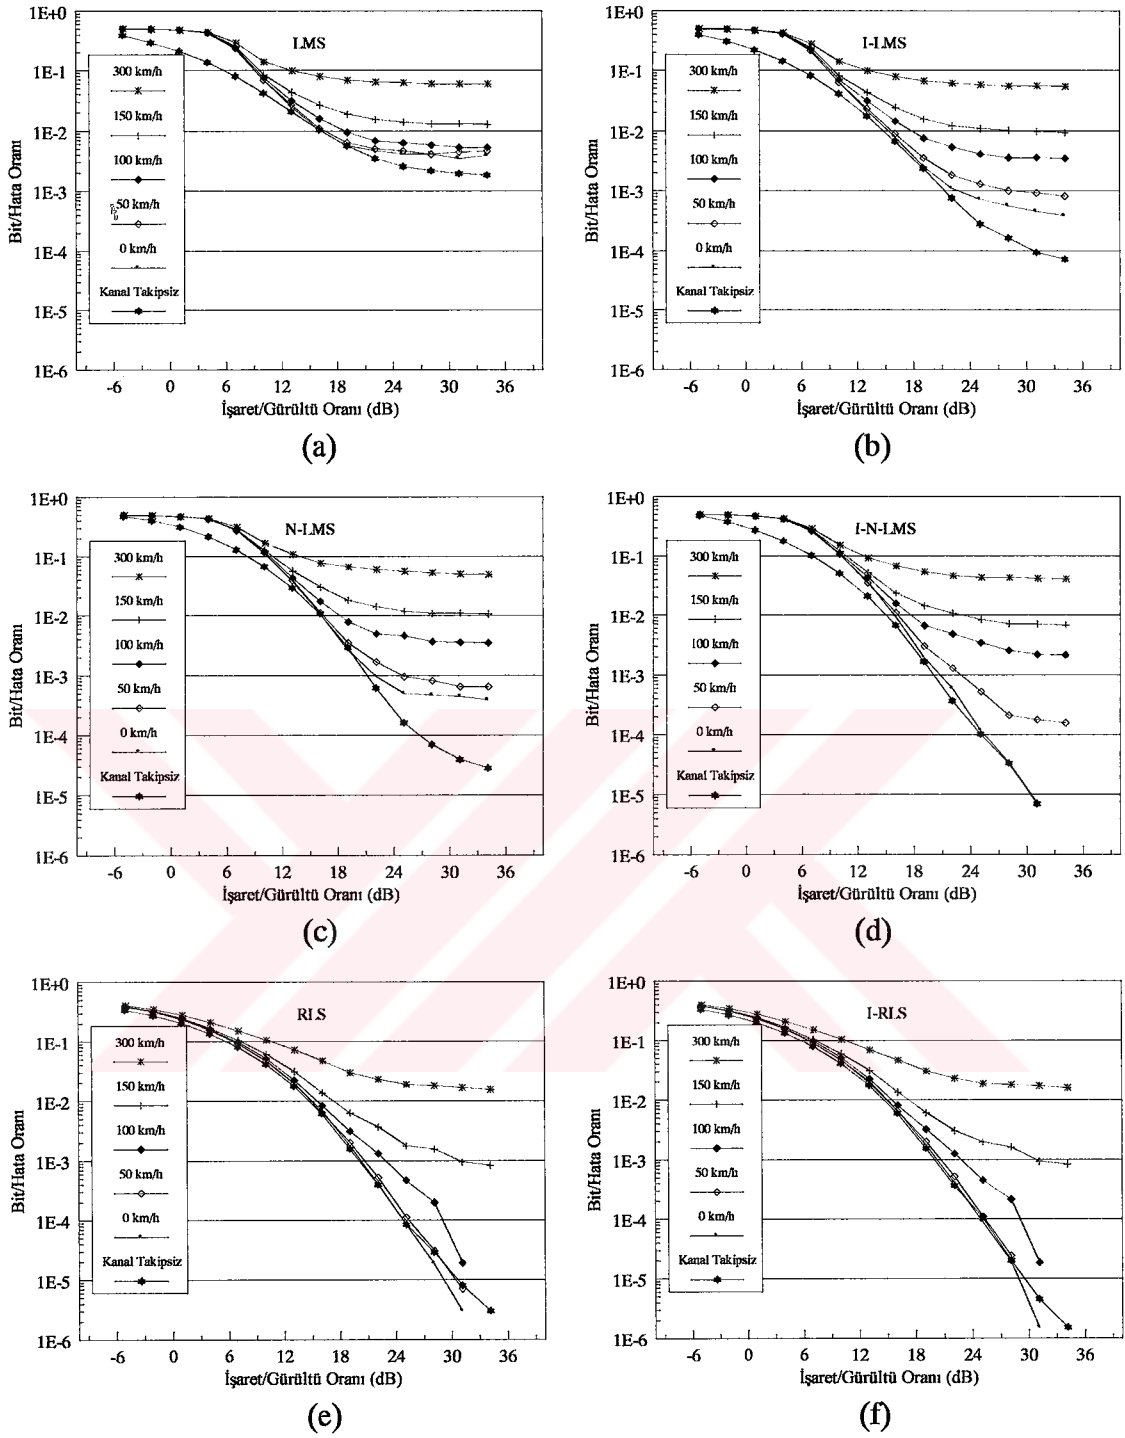 LMS
1E+0
1E-1
1E-2
1E-3
1E-4
1E-5
1E-6
Bit/Hata Oranı
300 km/h
150 km/h
100 km/h
50 km/h
0 km/h
Kanal Takipsiz
-6 0 6 12 18 24 30 36
İşaret/Gürültü Oranı (dB)
(a)
I-LMS
1E+0
1E-1
1E-2
1E-3
1E-4
1E-5
1E-6
Bit/Hata Oranı
300 km/h
150 km/h
100 km/h
50 km/h
0 km/h
Kanal Takipsiz
-6 0 6 12 18 24 30 36
İşaret/Gürültü Oranı (dB)
(b)
N-LMS
1E+0
1E-1
1E-2
1E-3
1E-4
1E-5
1E-6
Bit/Hata Oranı
300 km/h
150 km/h
100 km/h
50 km/h
0 km/h
Kanal Takipsiz
-6 0 6 12 18 24 30 36
İşaret/Gürültü Oranı (dB)
(c)
I-N-LMS
1E+0
1E-1
1E-2
1E-3
1E-4
1E-5
1E-6
Bit/Hata Oranı
300 km/h
150 km/h
100 km/h
50 km/h
0 km/h
Kanal Takipsiz
-6 0 6 12 18 24 30 36
İşaret/Gürültü Oranı (dB)
(d)
RLS
1E+0
1E-1
1E-2
1E-3
1E-4
1E-5
1E-6
Bit/Hata Oranı
300 km/h
150 km/h
100 km/h
50 km/h
0 km/h
Kanal Takipsiz
-6 0 6 12 18 24 30 36
İşaret/Gürültü Oranı (dB)
(e)
I-RLS
1E+0
1E-1
1E-2
1E-3
1E-4
1E-5
1E-6
Bit/Hata Oranı
300 km/h
150 km/h
100 km/h
50 km/h
0 km/h
Kanal Takipsiz
-6 0 6 12 18 24 30 36
İşaret/Gürültü Oranı (dB)
(f)